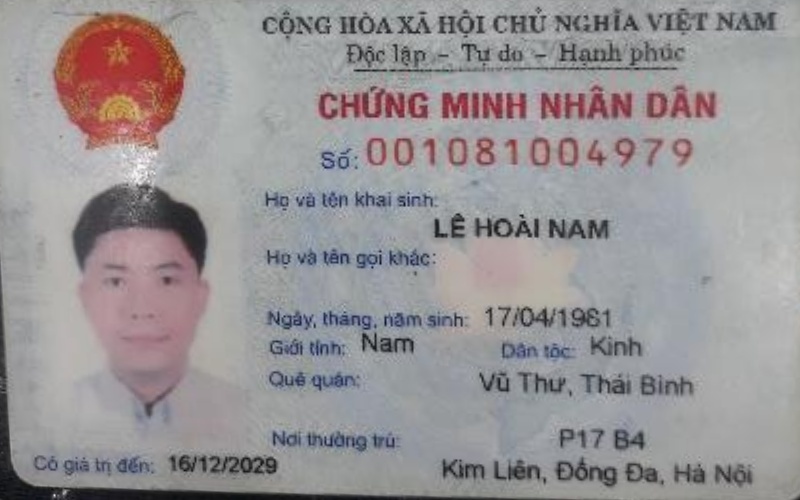 CỘNG HÒA XÃ HỘI CHỦ NGHĨA VIỆT NAM
Độc lập – Tự do – Hạnh phúc
CHỨNG MINH NHÂN DÂN
Số: 001081004979
Họ và tên khai sinh:
LÊ HOÀI NAM
Họ và tên gọi khác:
Ngày, tháng, năm sinh: 17/04/1981
Giới tính: Nam Dân tộc: Kinh
Quê quán: Vũ Thư, Thái Bình
Nơi thường trú: P17 B4
Kim Liên, Đống Đa, Hà Nội
Có giá trị đến: 16/12/2029